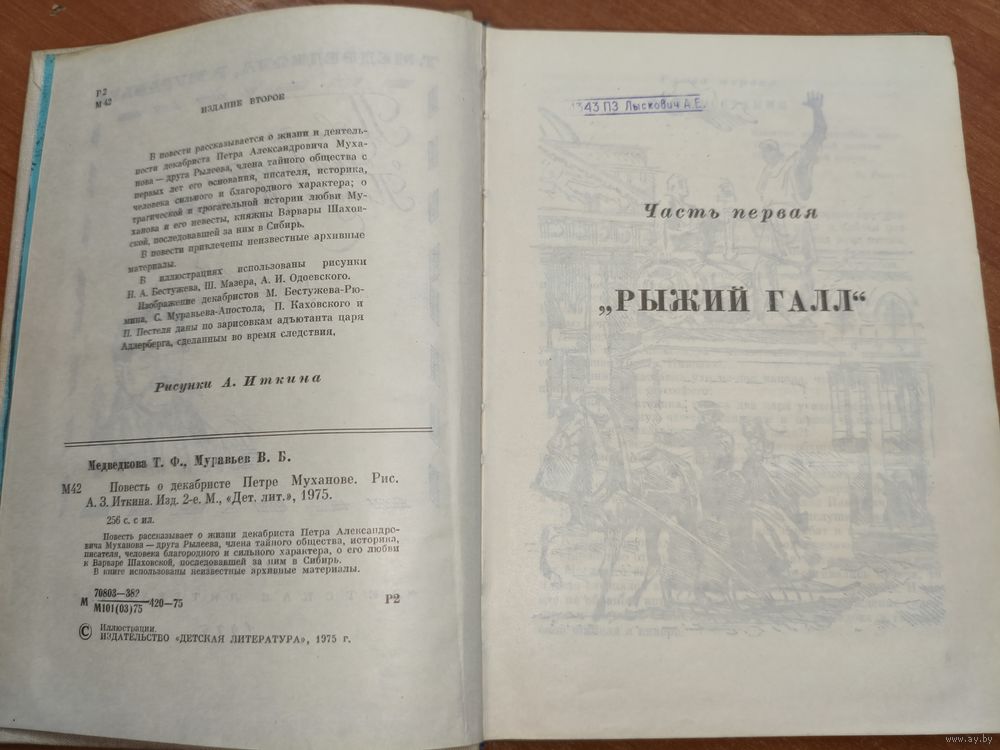 Р2
М 42
ИЗДАНИЕ ВТОРОЕ
В повести рассказывается о жизни и деятель-
ности декабриста Петра Александровича Муха-
нова — друга Рылеева, члена тайного общества с
первых лет его основания, писателя, историка,
человека сильного и благородного характера; о
трагической и трогательной истории любви Му-
ханова и его невесты, княжны Варвары Шахов-
ской, последовавшей за ним в Сибирь.
В повести привлечены неизвестные архивные
материалы.
В иллюстрациях использованы рисунки
Н. А. Бестужева, Ш. Мазера, А. И. Одоевского.
Изображение декабристов М. Бестужева-Рю-
мина, С. Муравьева-Апостола, П. Каховского и
П. Пестеля даны по зарисовкам адъютанта царя
Адлерберга, сделанным во время следствия.
Рисунки А. Иткина
Медведкова Т. Ф., Муравьев В. Б.
М42 Повесть о декабристе Петре Муханове. Рис.
А. З. Иткина. Изд. 2-е. М., «Дет. лит.», 1975.
256 с. с ил.
Повесть рассказывает о жизни декабриста Петра Александро-
вича Муханова — друга Рылеева, члена тайного общества, историка,
писателя, человека благородного и сильного характера, о его любви
к Варваре Шаховской, последовавшей за ним в Сибирь.
В книге использованы неизвестные архивные материалы.
70803—382
М —420—75
М101(03)75
Р2
© Иллюстрации.
ИЗДАТЕЛЬСТВО «ДЕТСКАЯ ЛИТЕРАТУРА», 1975 г.
343 ПЗ Лыскович А.Е.
Часть первая
„РЫЖИЙ ГАЛЛ“
www.ay.by